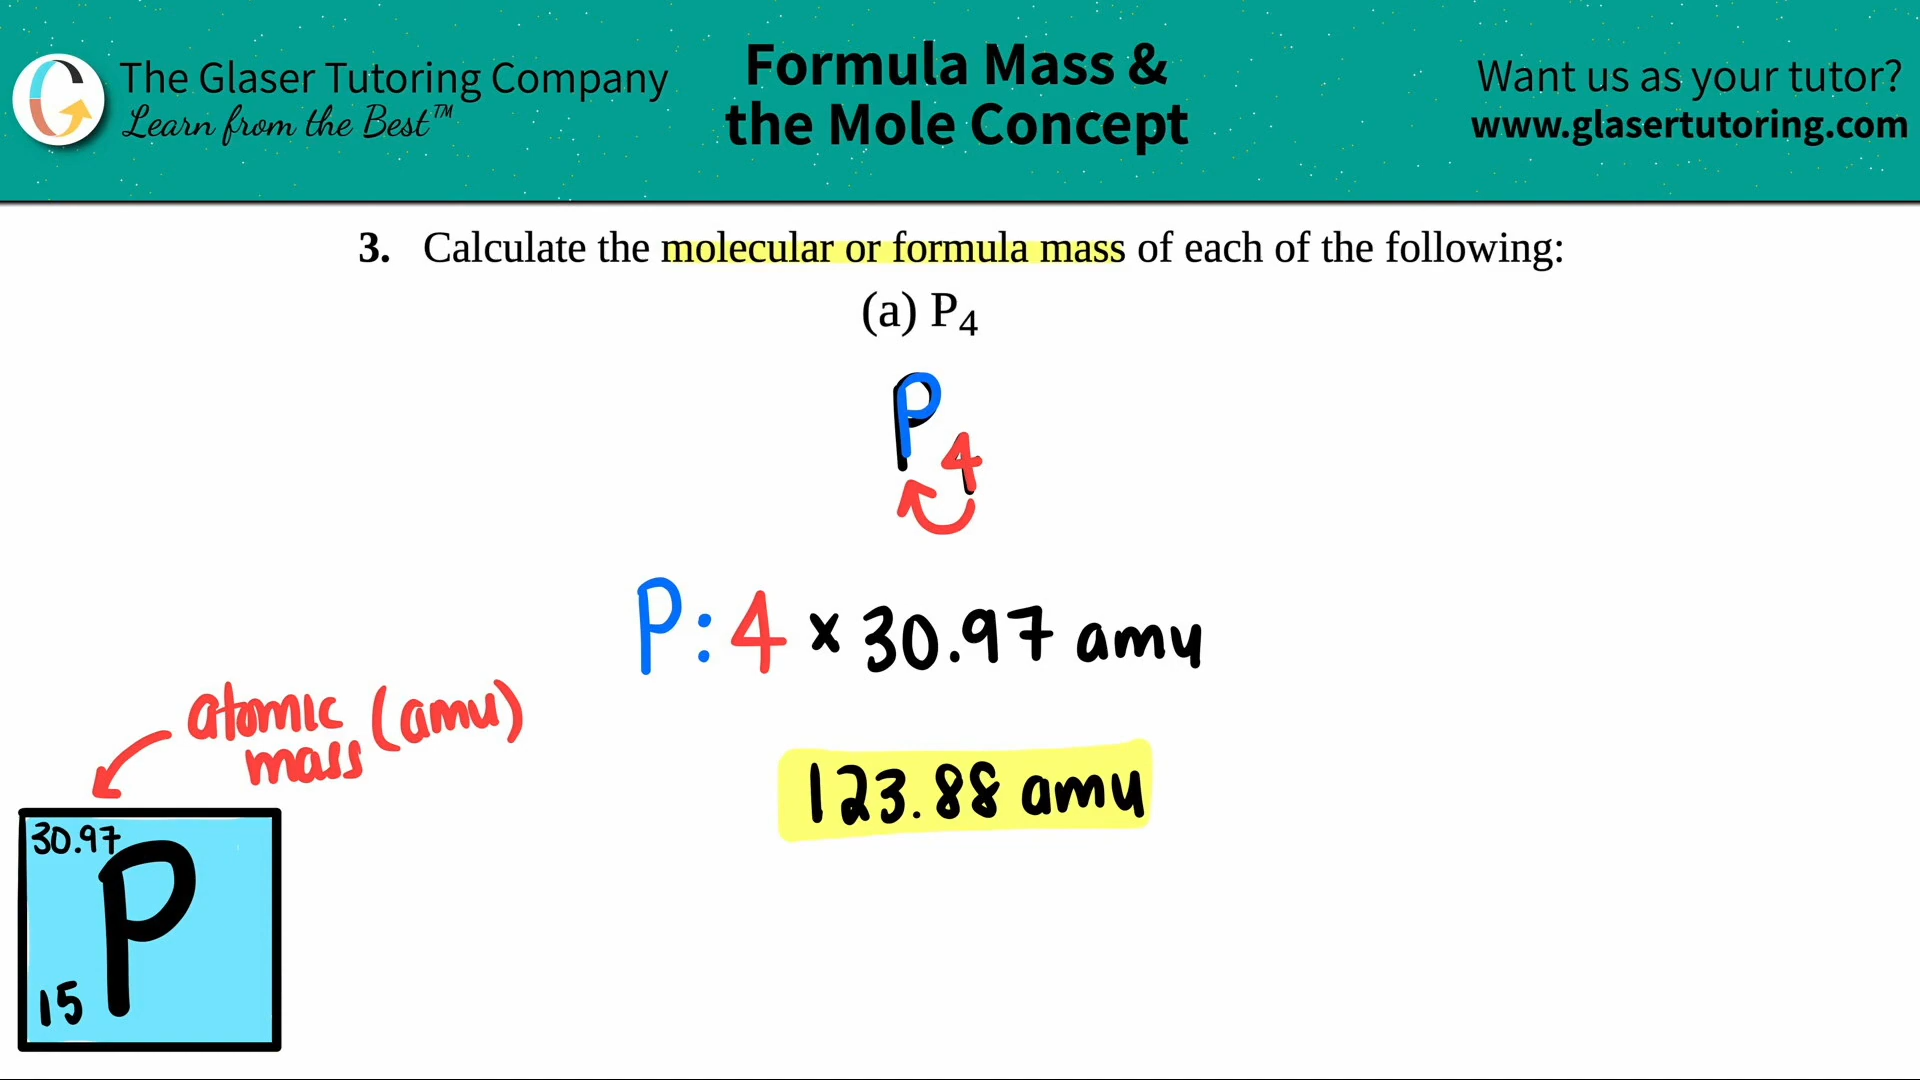 The Glaser Tutoring Company
Learn from the Best™
Formula Mass &
the Mole Concept
Want us as your tutor?
www.glasertutoring.com
3. Calculate the molecular or formula mass of each of the following:
(a) P₄
P₄
P: 4 × 30.97 amu
atomic (amu)
mass
123.88 amu
30.97
P
15